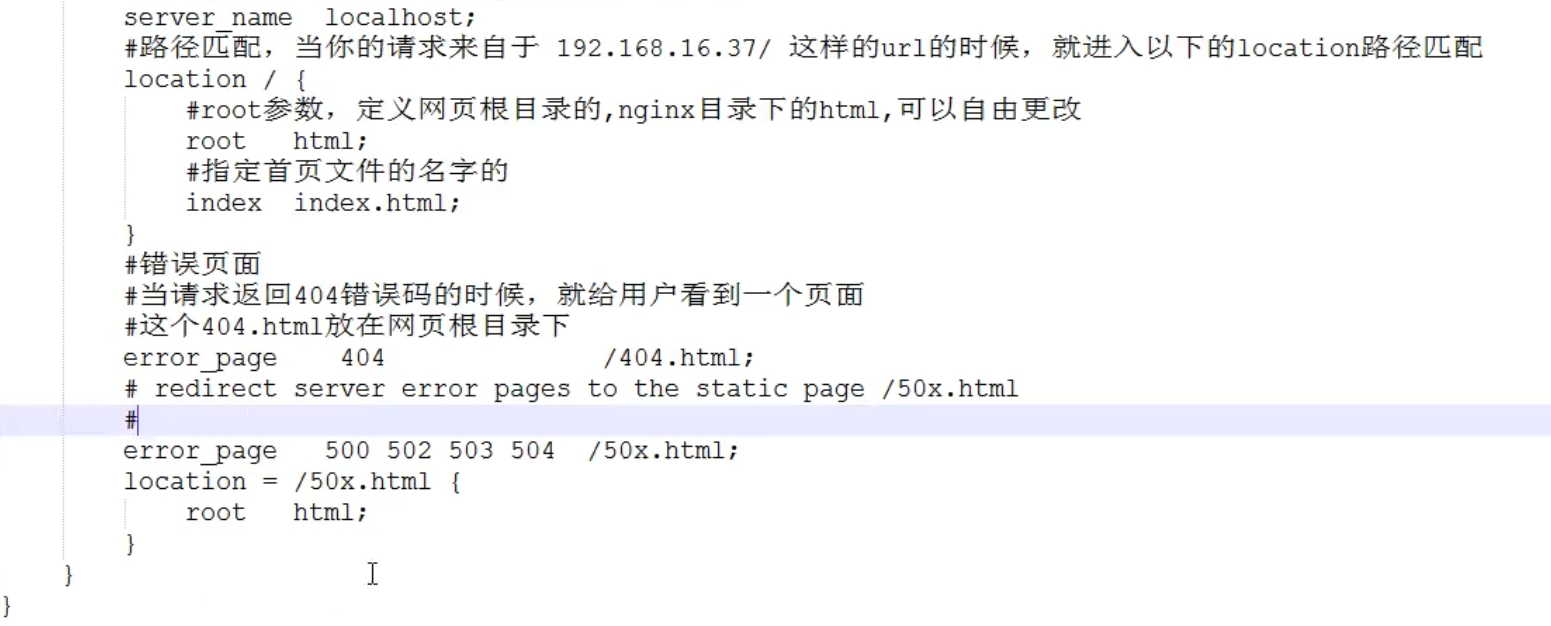 server_name  localhost;
#路径匹配，当你的请求来自于 192.168.16.37/ 这样的url的时候，就进入以下的location路径匹配
location / {
#root参数，定义网页根目录的,nginx目录下的html,可以自由更改
root   html;
#指定首页文件的名字的
index  index.html;
}
#错误页面
#当请求返回404错误码的时候，就给用户看到一个页面
#这个404.html放在网页根目录下
error_page    404              /404.html;
# redirect server error pages to the static page /50x.html
#
error_page   500 502 503 504  /50x.html;
location = /50x.html {
root   html;
}
}
}